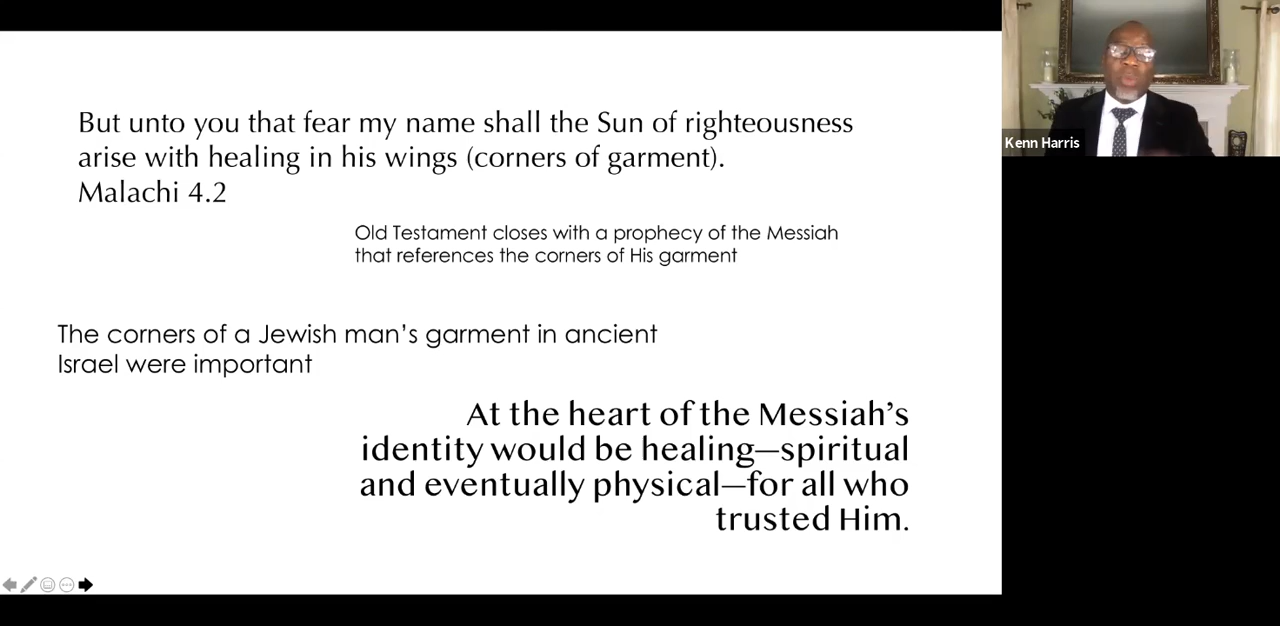 But unto you that fear my name shall the Sun of righteousness
arise with healing in his wings (corners of garment).
Malachi 4.2
Old Testament closes with a prophecy of the Messiah
that references the corners of His garment
The corners of a Jewish man’s garment in ancient
Israel were important
At the heart of the Messiah’s
identity would be healing—spiritual
and eventually physical—for all who
trusted Him.
Kenn Harris